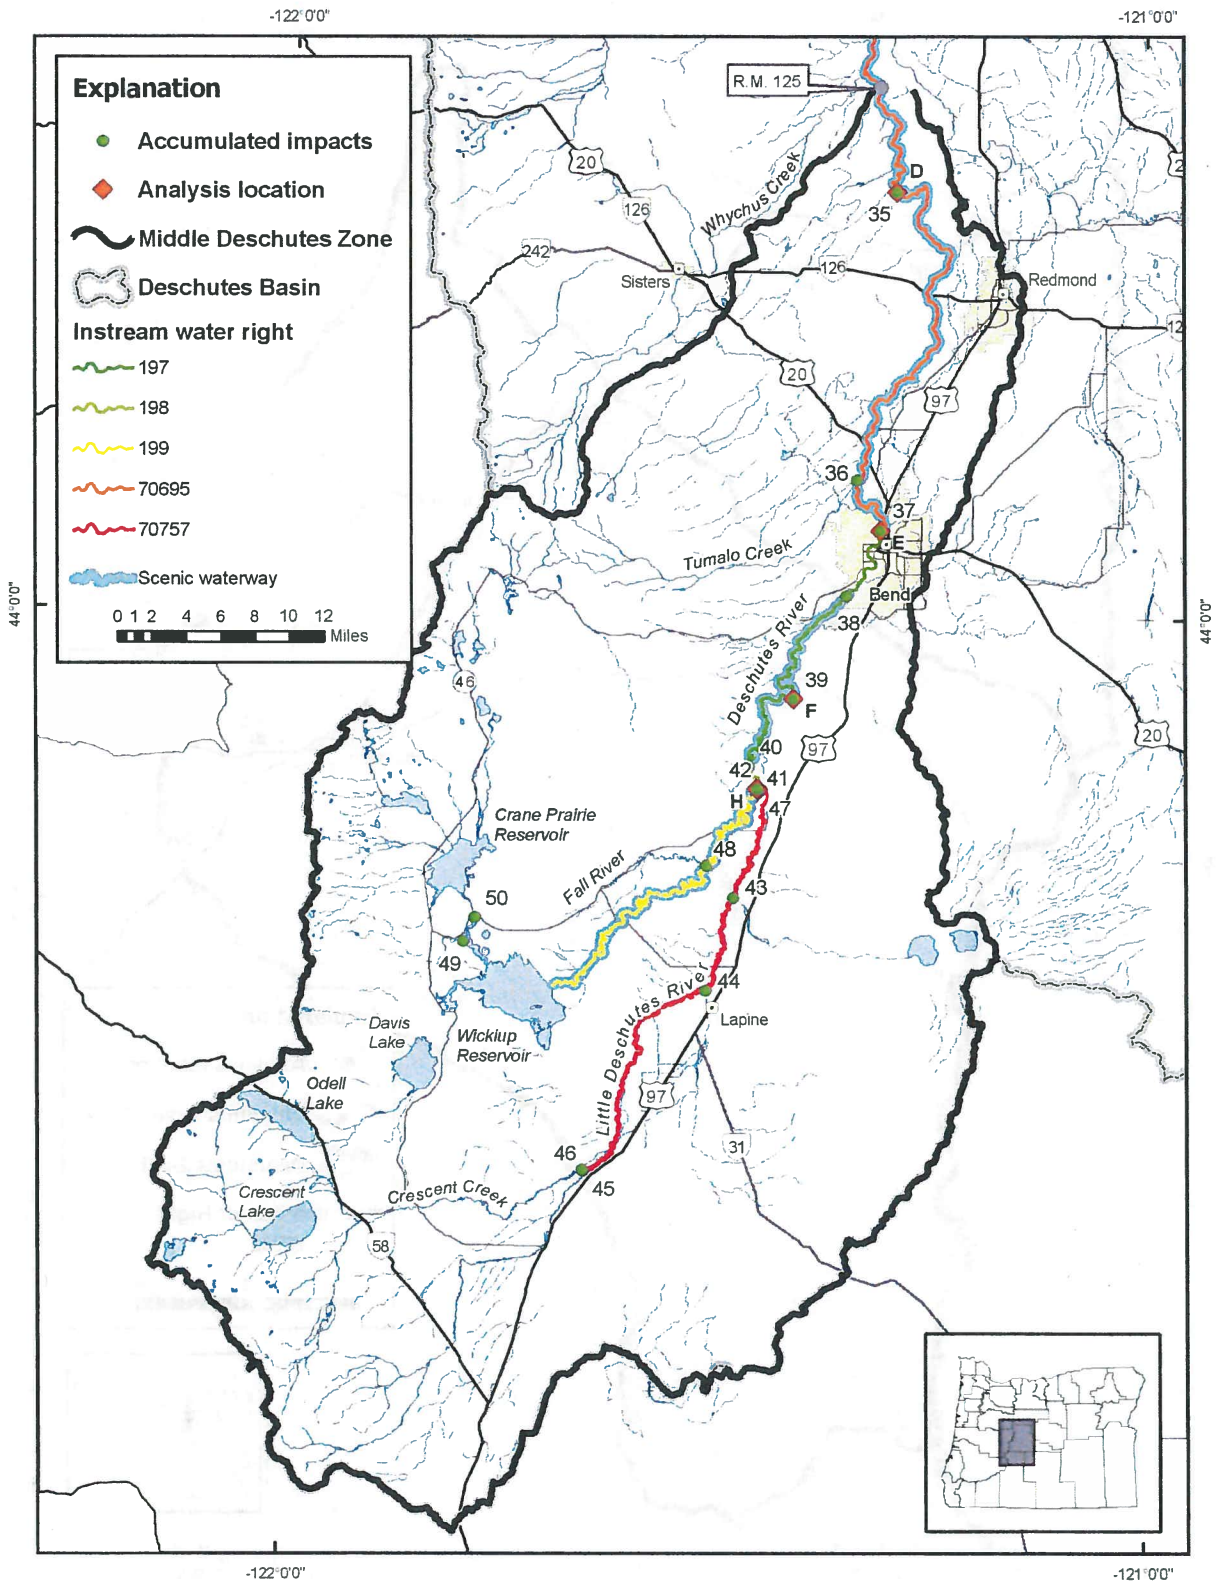 -122°0'0"
-121°0'0"
Explanation
Accumulated impacts
Analysis location
Middle Deschutes Zone
Deschutes Basin
Instream water right
197
198
199
70695
70757
Scenic waterway
0 1 2 4 6 8 10 12
Miles
R.M. 125
D
35
20
126
Whychus Creek
242
Sisters
126
Redmond
20
97
36
37
E
Tumalo Creek
Bend
38
Deschutes River
44°0'0"
44°0'0"
46
39
F
40
97
20
42
41
H
47
Crane Prairie
Reservoir
48
Fall River
43
50
49
44
Lapine
Davis
Lake
Wickiup
Reservoir
Little Deschutes River
Odell
Lake
97
31
46
45
Crescent Creek
Crescent
Lake
58
-122°0'0"
-121°0'0"